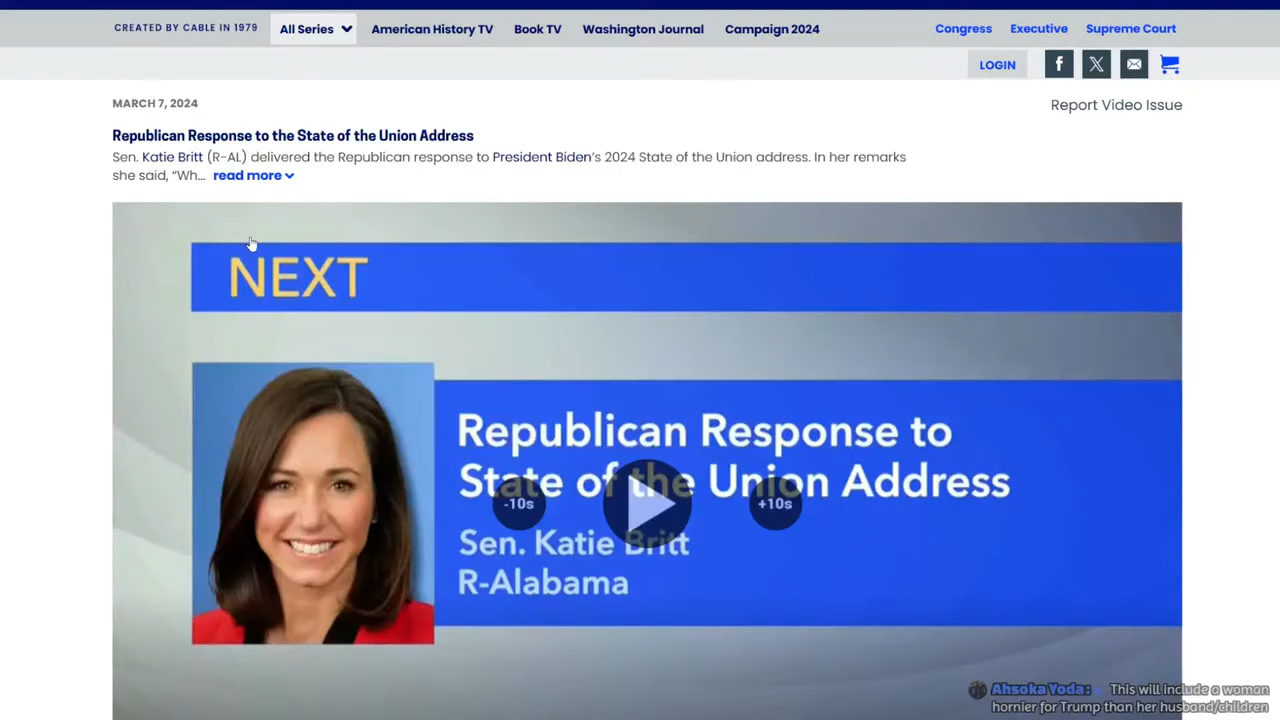 CREATED BY CABLE IN 1979 All Series American History TV Book TV Washington Journal Campaign 2024 Congress Executive Supreme Court
LOGIN f X
MARCH 7, 2024 Report Video Issue
Republican Response to the State of the Union Address
Sen. Katie Britt (R-AL) delivered the Republican response to President Biden's 2024 State of the Union address. In her remarks
she said, “Wh... read more
NEXT
Republican Response to
State of the Union Address
-10s +10s
Sen. Katie Britt
R-Alabama
Ahsoka Yoda: This will include a woman
hornier for Trump than her husband/children